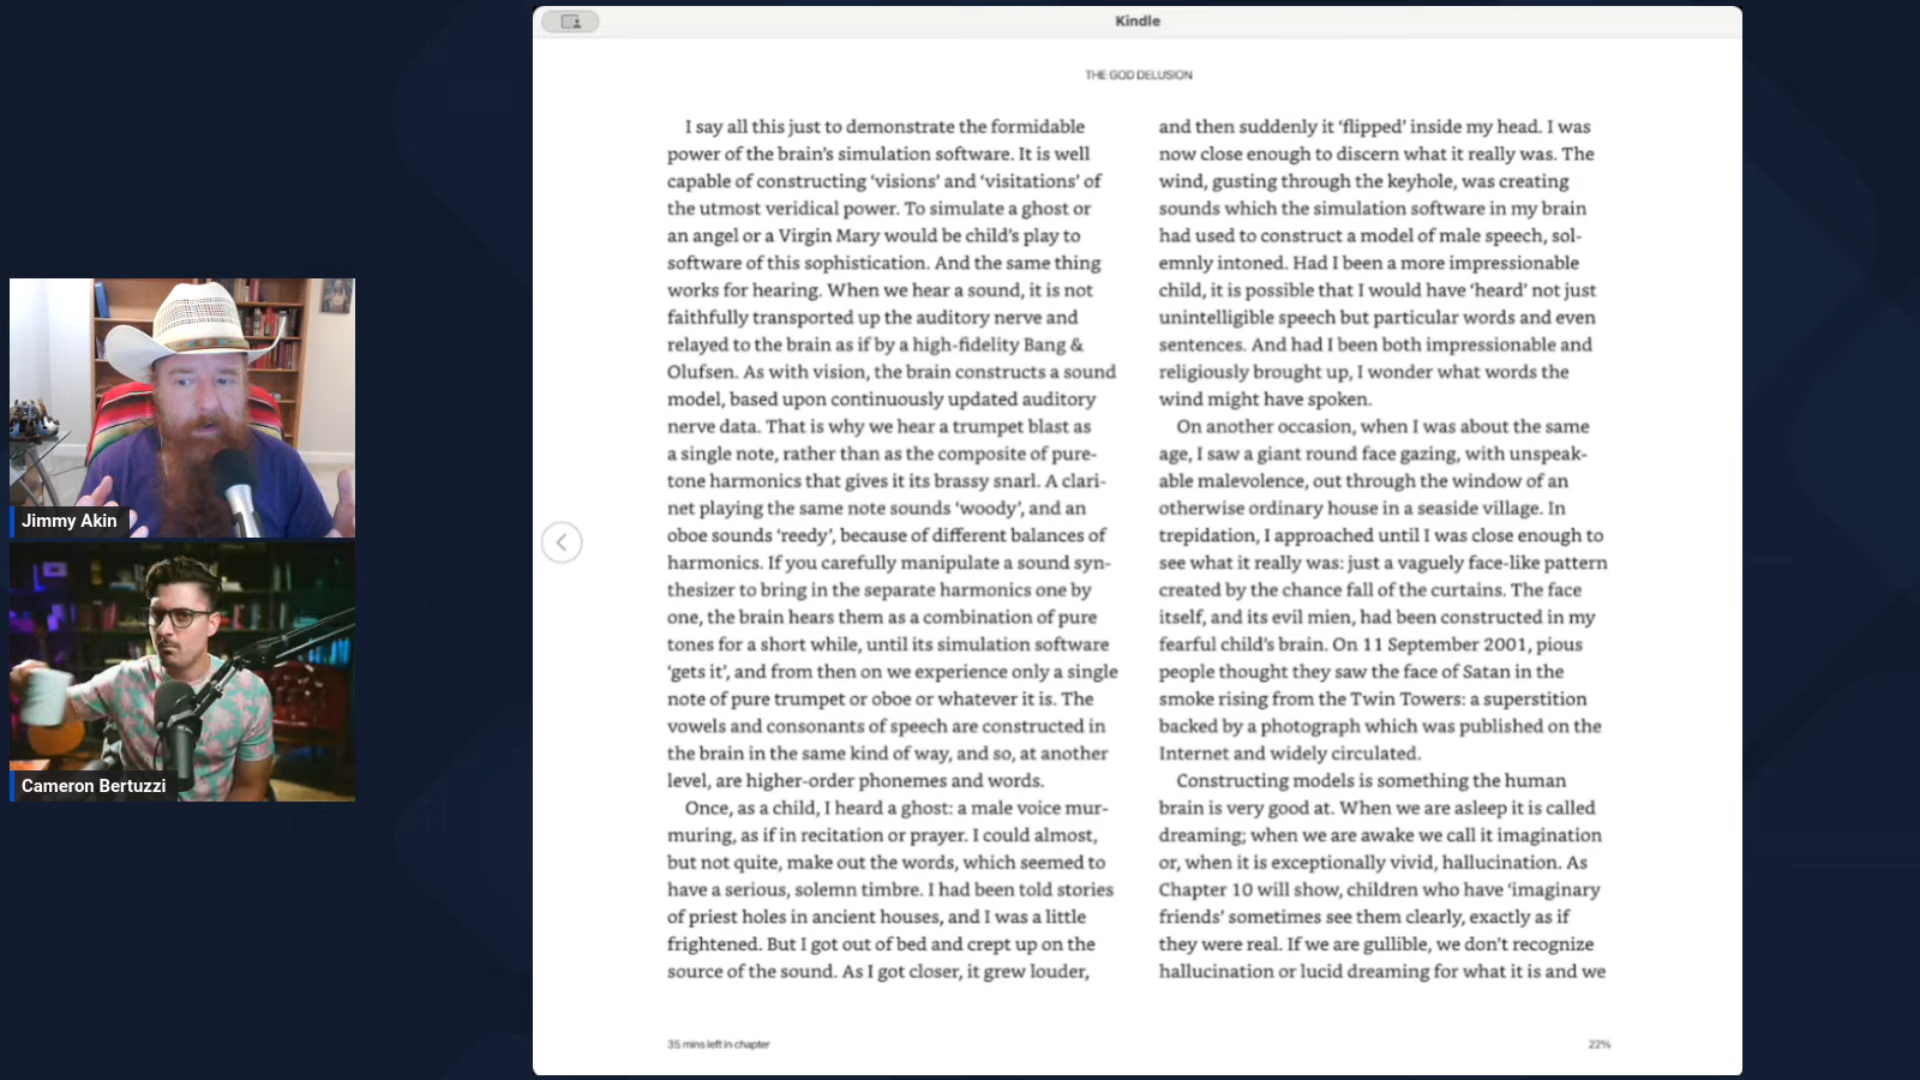 Kindle
THE GOD DELUSION
I say all this just to demonstrate the formidable
power of the brain's simulation software. It is well
capable of constructing ‘visions’ and ‘visitations’ of
the utmost veridical power. To simulate a ghost or
an angel or a Virgin Mary would be child's play to
software of this sophistication. And the same thing
works for hearing. When we hear a sound, it is not
faithfully transported up the auditory nerve and
relayed to the brain as if by a high-fidelity Bang &
Olufsen. As with vision, the brain constructs a sound
model, based upon continuously updated auditory
nerve data. That is why we hear a trumpet blast as
a single note, rather than as the composite of pure-
tone harmonics that gives it its brassy snarl. A clari-
net playing the same note sounds ‘woody’, and an
oboe sounds ‘reedy’, because of different balances of
harmonics. If you carefully manipulate a sound syn-
thesizer to bring in the separate harmonics one by
one, the brain hears them as a combination of pure
tones for a short while, until its simulation software
‘gets it’, and from then on we experience only a single
note of pure trumpet or oboe or whatever it is. The
vowels and consonants of speech are constructed in
the brain in the same kind of way, and so, at another
level, are higher-order phonemes and words.
Once, as a child, I heard a ghost: a male voice mur-
muring, as if in recitation or prayer. I could almost,
but not quite, make out the words, which seemed to
have a serious, solemn timbre. I had been told stories
of priest holes in ancient houses, and I was a little
frightened. But I got out of bed and crept up on the
source of the sound. As I got closer, it grew louder,
and then suddenly it ‘flipped’ inside my head. I was
now close enough to discern what it really was. The
wind, gusting through the keyhole, was creating
sounds which the simulation software in my brain
had used to construct a model of male speech, sol-
emnly intoned. Had I been a more impressionable
child, it is possible that I would have ‘heard’ not just
unintelligible speech but particular words and even
sentences. And had I been both impressionable and
religiously brought up, I wonder what words the
wind might have spoken.
On another occasion, when I was about the same
age, I saw a giant round face gazing, with unspeak-
able malevolence, out through the window of an
otherwise ordinary house in a seaside village. In
trepidation, I approached until I was close enough to
see what it really was: just a vaguely face-like pattern
created by the chance fall of the curtains. The face
itself, and its evil mien, had been constructed in my
fearful child's brain. On 11 September 2001, pious
people thought they saw the face of Satan in the
smoke rising from the Twin Towers: a superstition
backed by a photograph which was published on the
Internet and widely circulated.
Constructing models is something the human
brain is very good at. When we are asleep it is called
dreaming; when we are awake we call it imagination
or, when it is exceptionally vivid, hallucination. As
Chapter 10 will show, children who have ‘imaginary
friends’ sometimes see them clearly, exactly as if
they were real. If we are gullible, we don't recognize
hallucination or lucid dreaming for what it is and we
35 mins left in chapter
22%
Jimmy Akin
Cameron Bertuzzi